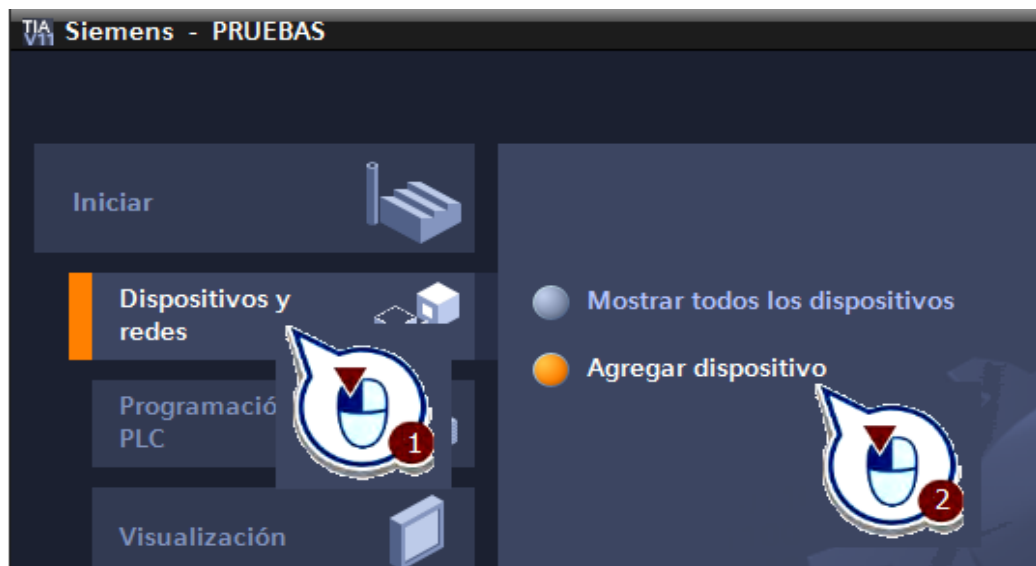 TIA V11 Siemens - PRUEBAS
Iniciar
Dispositivos y
redes
Mostrar todos los dispositivos
Agregar dispositivo
PLC
Visualización
1
2